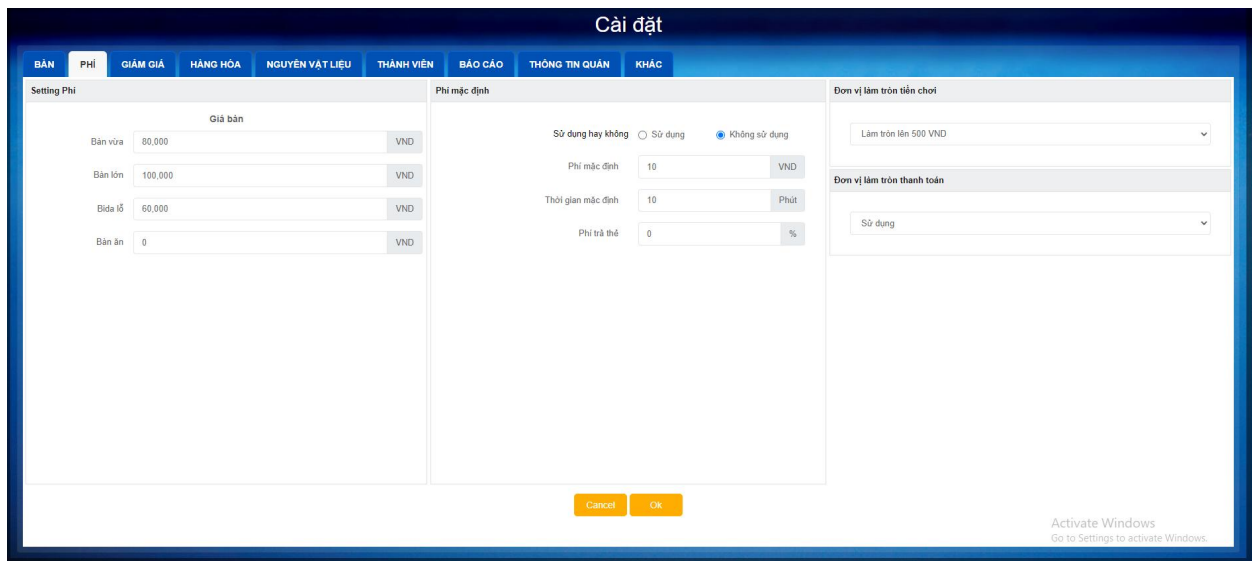 Cài đặt
BÀN PHÍ GIẢM GIÁ HÀNG HÓA NGUYÊN VẬT LIỆU THÀNH VIÊN BÁO CÁO THÔNG TIN QUÁN KHÁC
Setting Phí
Giá bàn
Bàn vừa 80,000 VND
Bàn lớn 100,000 VND
Bida lỗ 60,000 VND
Bàn ăn 0 VND
Phí mặc định
Sử dụng hay không Sử dụng Không sử dụng
Phí mặc định 10 VND
Thời gian mặc định 10 Phút
Phí trả thẻ 0 %
Đơn vị làm tròn tiền chơi
Làm tròn lên 500 VND
Đơn vị làm tròn thanh toán
Sử dụng
Cancel Ok
Activate Windows
Go to Settings to activate Windows.